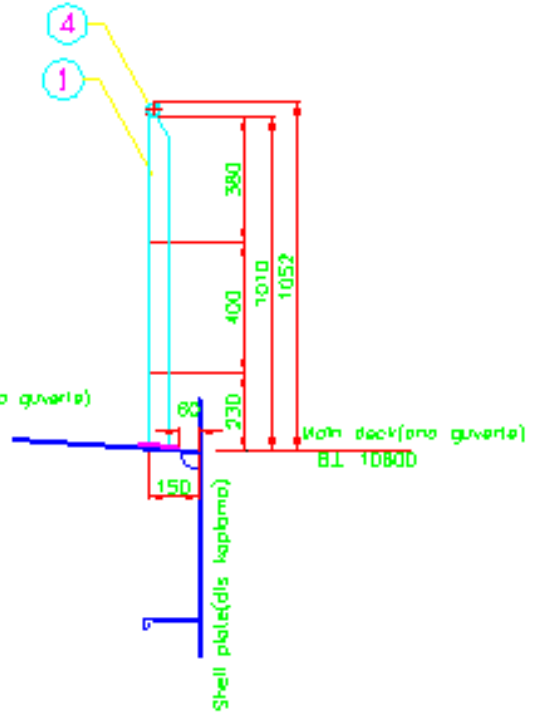 4
1
380
400
230
1010
1052
guverte)
60
Main deck(ana guverte)
BL 10800
150
Shell plate(dis kaplama)